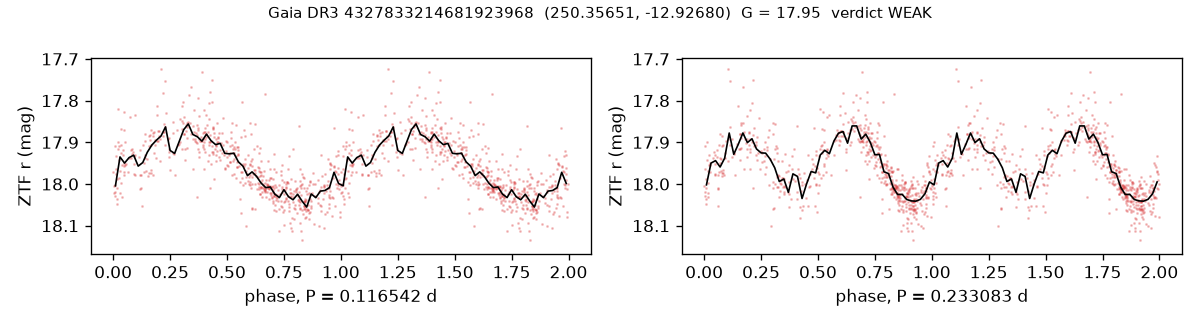 Gaia DR3 4327833214681923968  (250.35651, -12.92680)  G = 17.95  verdict WEAK
17.7
17.8
17.9
18.0
18.1
ZTF r (mag)
0.00 0.25 0.50 0.75 1.00 1.25 1.50 1.75 2.00
phase, P = 0.116542 d
17.7
17.8
17.9
18.0
18.1
ZTF r (mag)
0.00 0.25 0.50 0.75 1.00 1.25 1.50 1.75 2.00
phase, P = 0.233083 d